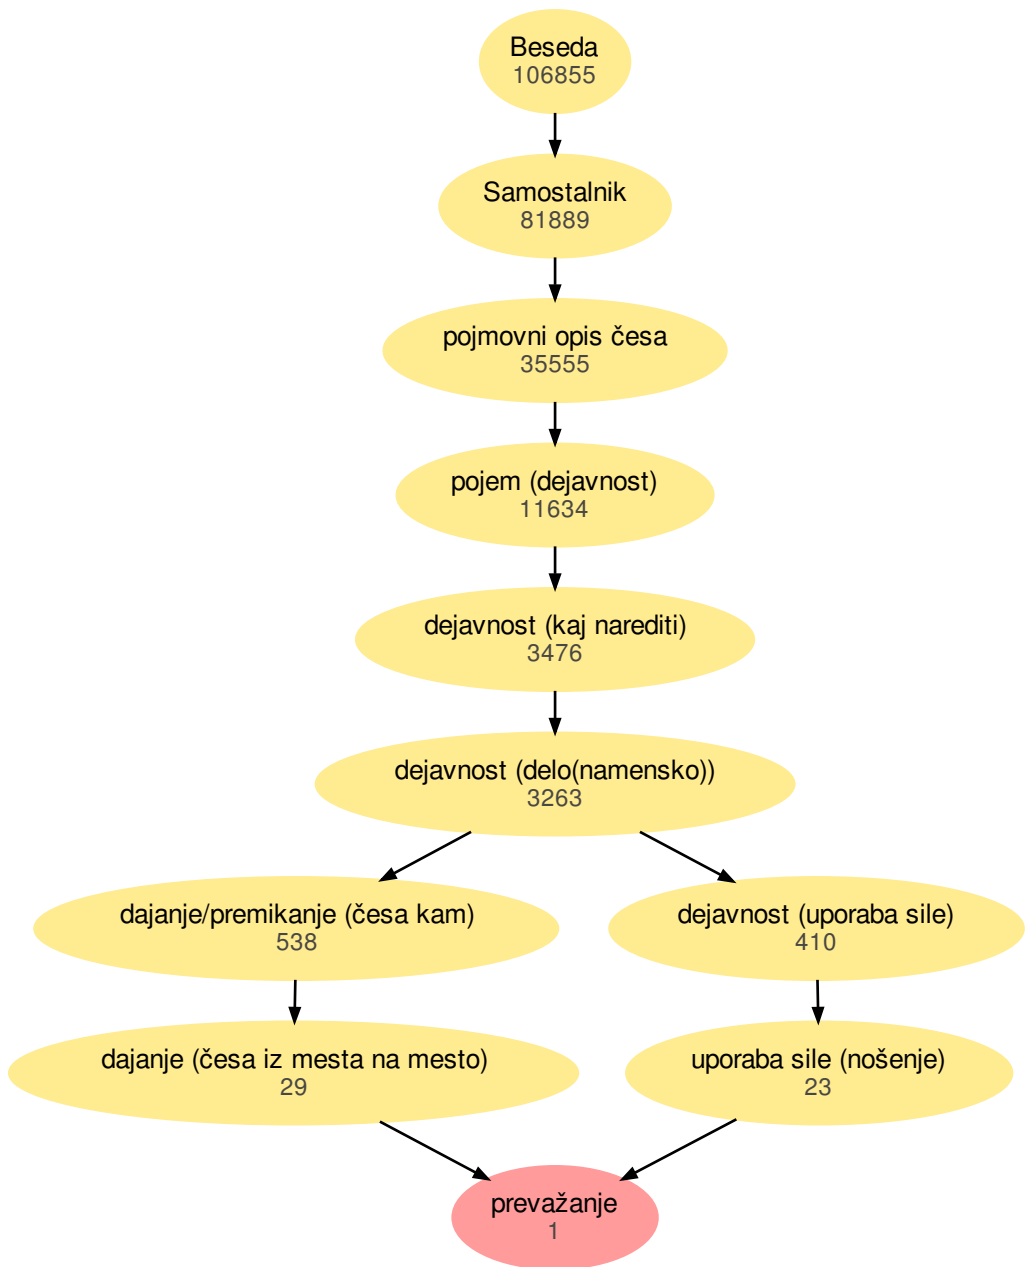 Beseda
106855
Samostalnik
81889
pojmovni opis česa
35555
pojem (dejavnost)
11634
dejavnost (kaj narediti)
3476
dejavnost (delo(namensko))
3263
dajanje/premikanje (česa kam)
538
dejavnost (uporaba sile)
410
dajanje (česa iz mesta na mesto)
29
uporaba sile (nošenje)
23
prevažanje
1